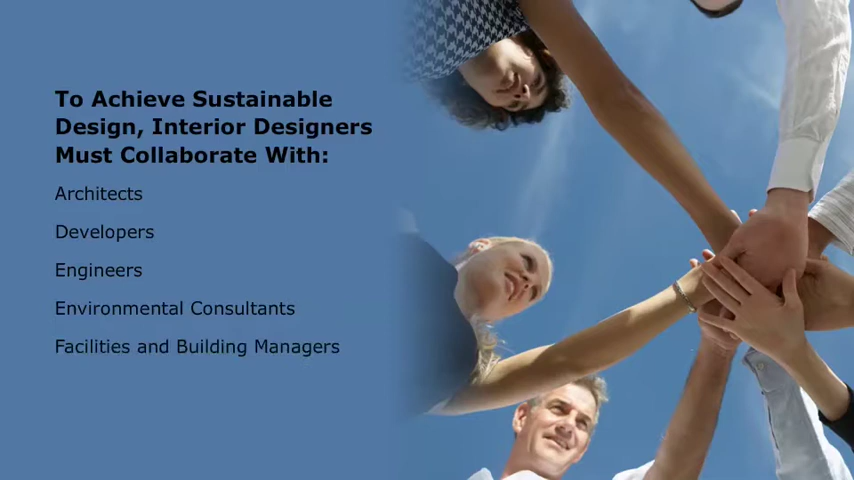 To Achieve Sustainable
Design, Interior Designers
Must Collaborate With:
Architects
Developers
Engineers
Environmental Consultants
Facilities and Building Managers